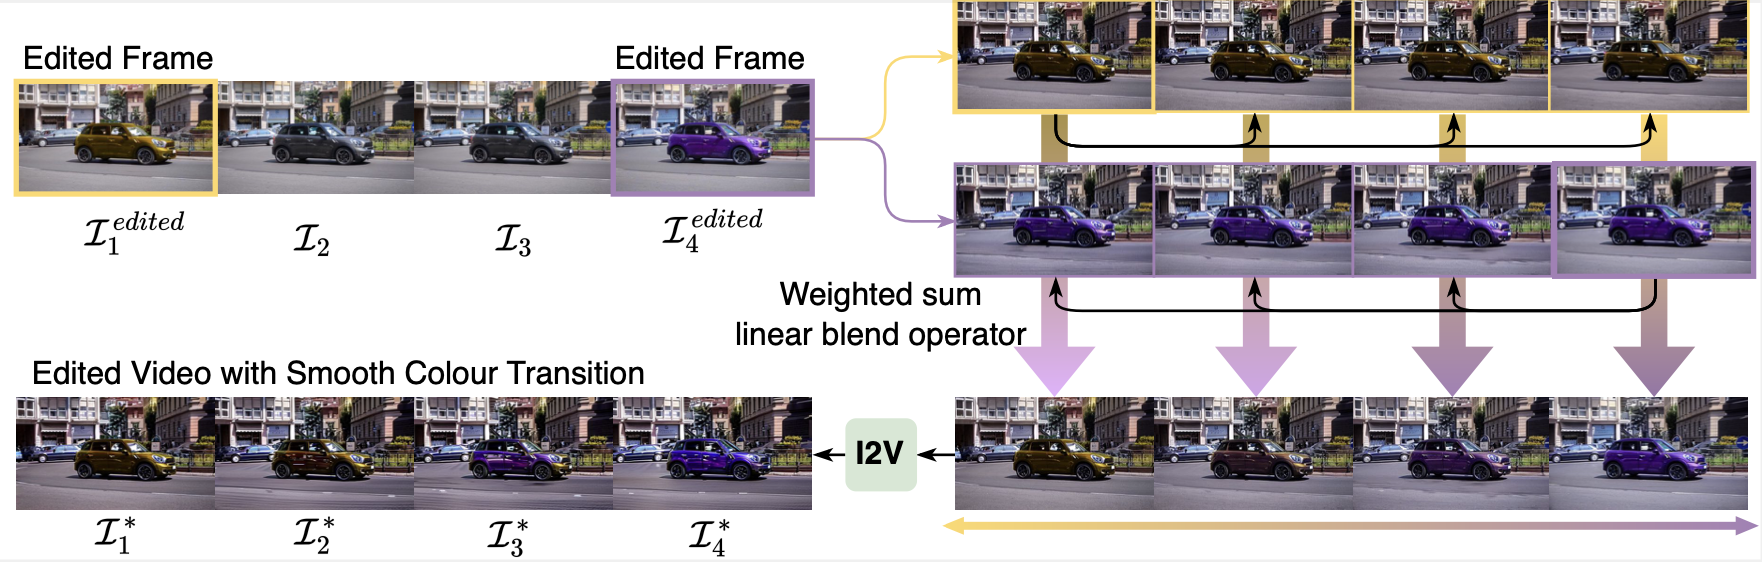 Edited Frame
Edited Frame
$\mathcal{I}_1^{edited}$
$\mathcal{I}_2$
$\mathcal{I}_3$
$\mathcal{I}_4^{edited}$
Weighted sum
linear blend operator
Edited Video with Smooth Colour Transition
I2V
$\mathcal{I}_1^*$
$\mathcal{I}_2^*$
$\mathcal{I}_3^*$
$\mathcal{I}_4^*$